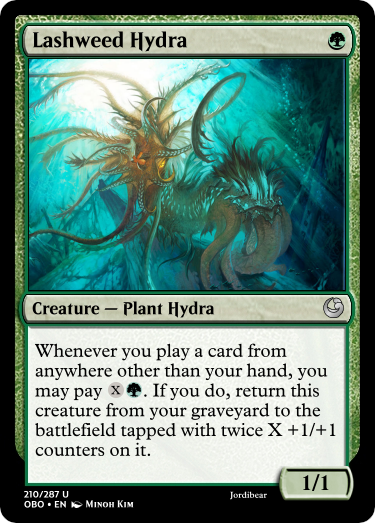 Lashweed Hydra
Creature — Plant Hydra
Whenever you play a card from
anywhere other than your hand, you
may pay X. If you do, return this
creature from your graveyard to the
battlefield tapped with twice X +1/+1
counters on it.
1/1
210/287 U
OBO • EN Minoh Kim
Jordibear